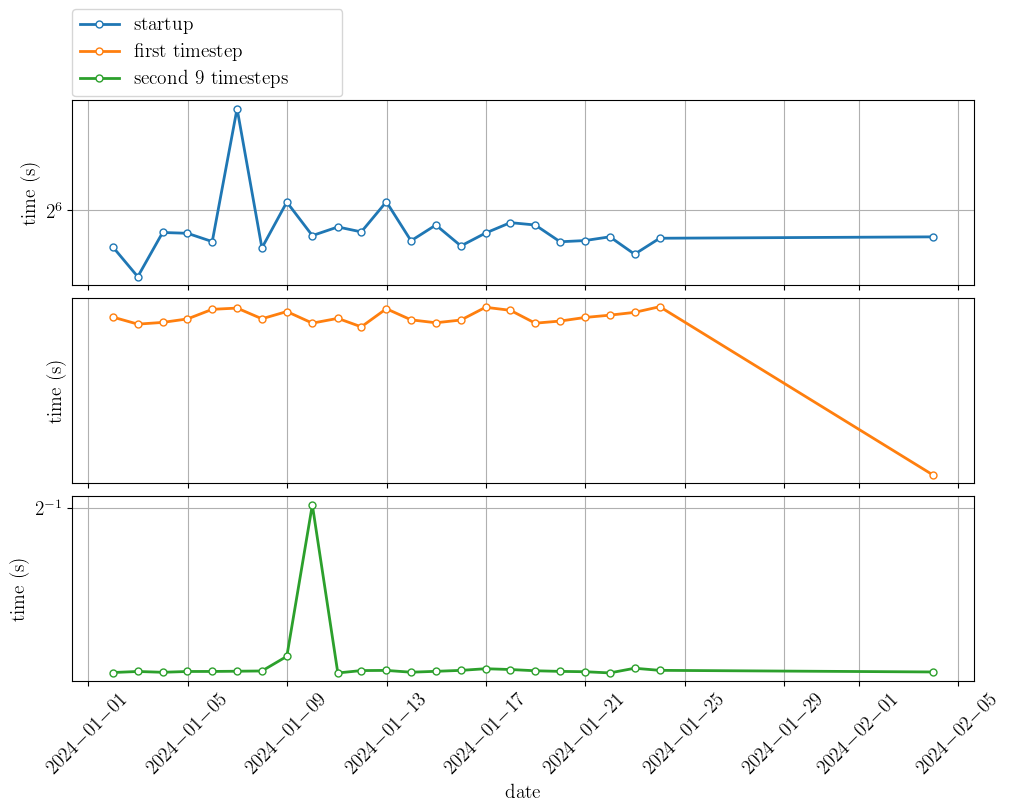 startup
first timestep
second 9 timesteps
time (s)
2⁶
time (s)
2⁻¹
time (s)
2024−01−01
2024−01−05
2024−01−09
2024−01−13
2024−01−17
2024−01−21
2024−01−25
2024−01−29
2024−02−01
2024−02−05
date